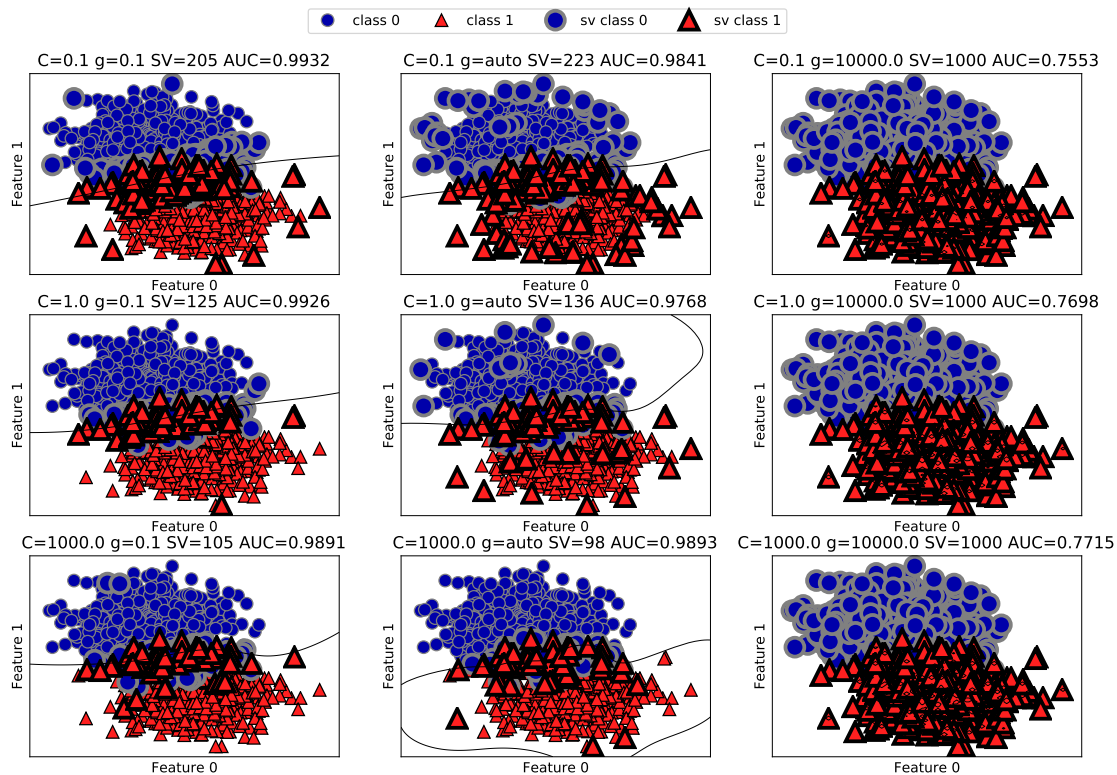 class 0 class 1 sv class 0 sv class 1
C=0.1 g=0.1 SV=205 AUC=0.9932
Feature 1
Feature 0
C=0.1 g=auto SV=223 AUC=0.9841
Feature 1
Feature 0
C=0.1 g=10000.0 SV=1000 AUC=0.7553
Feature 1
Feature 0
C=1.0 g=0.1 SV=125 AUC=0.9926
Feature 1
Feature 0
C=1.0 g=auto SV=136 AUC=0.9768
Feature 1
Feature 0
C=1.0 g=10000.0 SV=1000 AUC=0.7698
Feature 1
Feature 0
C=1000.0 g=0.1 SV=105 AUC=0.9891
Feature 1
Feature 0
C=1000.0 g=auto SV=98 AUC=0.9893
Feature 1
Feature 0
C=1000.0 g=10000.0 SV=1000 AUC=0.7715
Feature 1
Feature 0